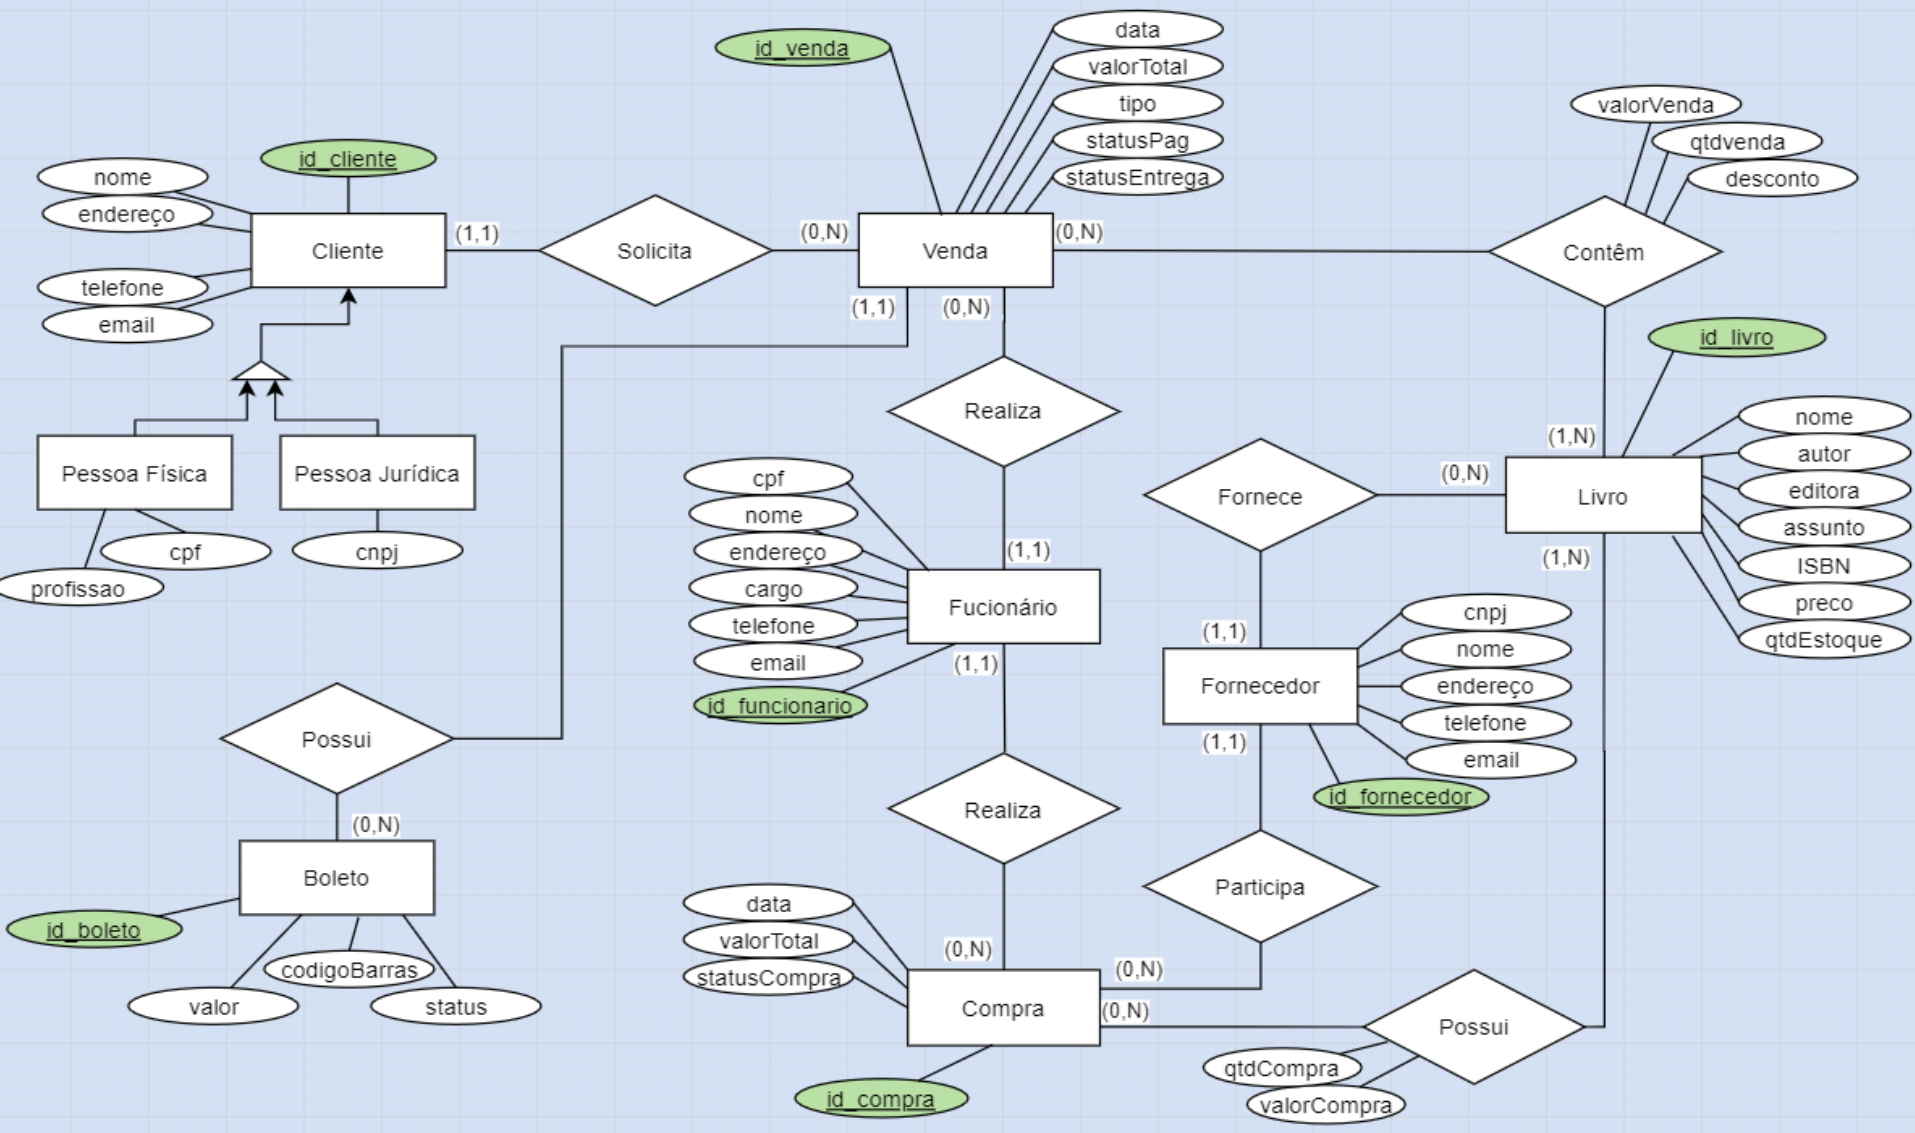 data
id_venda
valorTotal
tipo
statusPag
statusEntrega
valorVenda
qtdvenda
desconto
id_cliente
nome
endereço
Cliente
telefone
email
(1,1)
Solicita
(0,N)
Venda
(0,N)
Contêm
(1,1)
(0,N)
Realiza
Pessoa Física
Pessoa Jurídica
cpf
cnpj
profissao
id_livro
(1,N)
nome
autor
editora
assunto
ISBN
preco
qtdEstoque
Livro
(0,N)
Fornece
(1,N)
cpf
nome
endereço
cargo
telefone
email
id_funcionario
(1,1)
Fucionário
(1,1)
(1,1)
Fornecedor
cnpj
nome
endereço
telefone
email
id_fornecedor
(1,1)
Possui
(0,N)
Boleto
id_boleto
codigoBarras
valor
status
Realiza
Participa
data
valorTotal
statusCompra
(0,N)
(0,N)
Compra
(0,N)
Possui
qtdCompra
valorCompra
id_compra